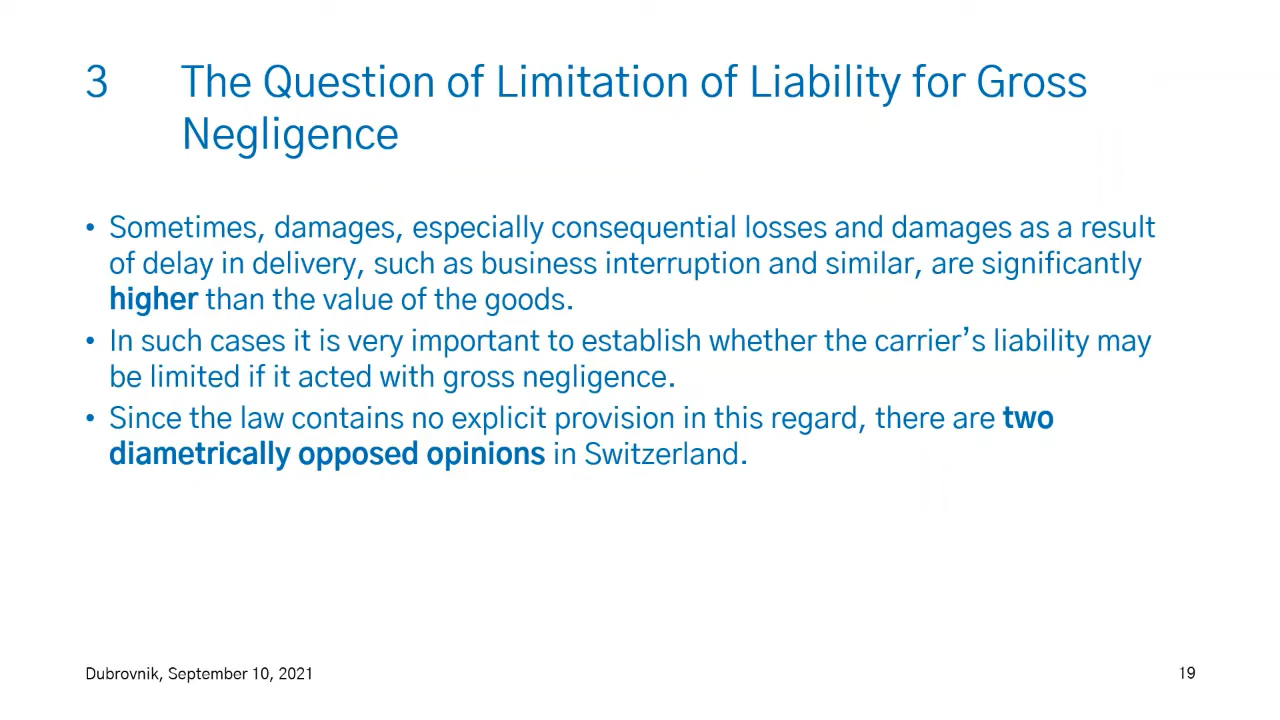 3 The Question of Limitation of Liability for Gross
Negligence
• Sometimes, damages, especially consequential losses and damages as a result
of delay in delivery, such as business interruption and similar, are significantly
higher than the value of the goods.
• In such cases it is very important to establish whether the carrier’s liability may
be limited if it acted with gross negligence.
• Since the law contains no explicit provision in this regard, there are two
diametrically opposed opinions in Switzerland.
Dubrovnik, September 10, 2021
19